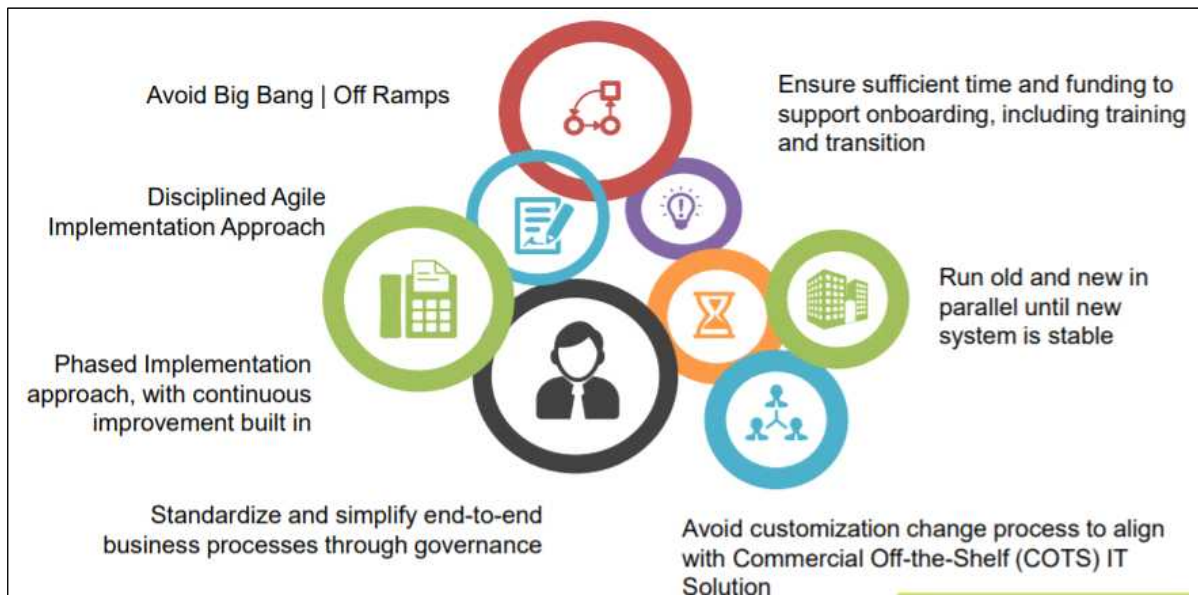 Avoid Big Bang | Off Ramps
Disciplined Agile
Implementation Approach
Phased Implementation
approach, with continuous
improvement built in
Standardize and simplify end-to-end
business processes through governance
Ensure sufficient time and funding to
support onboarding, including training
and transition
Run old and new in
parallel until new
system is stable
Avoid customization change process to align
with Commercial Off-the-Shelf (COTS) IT
Solution